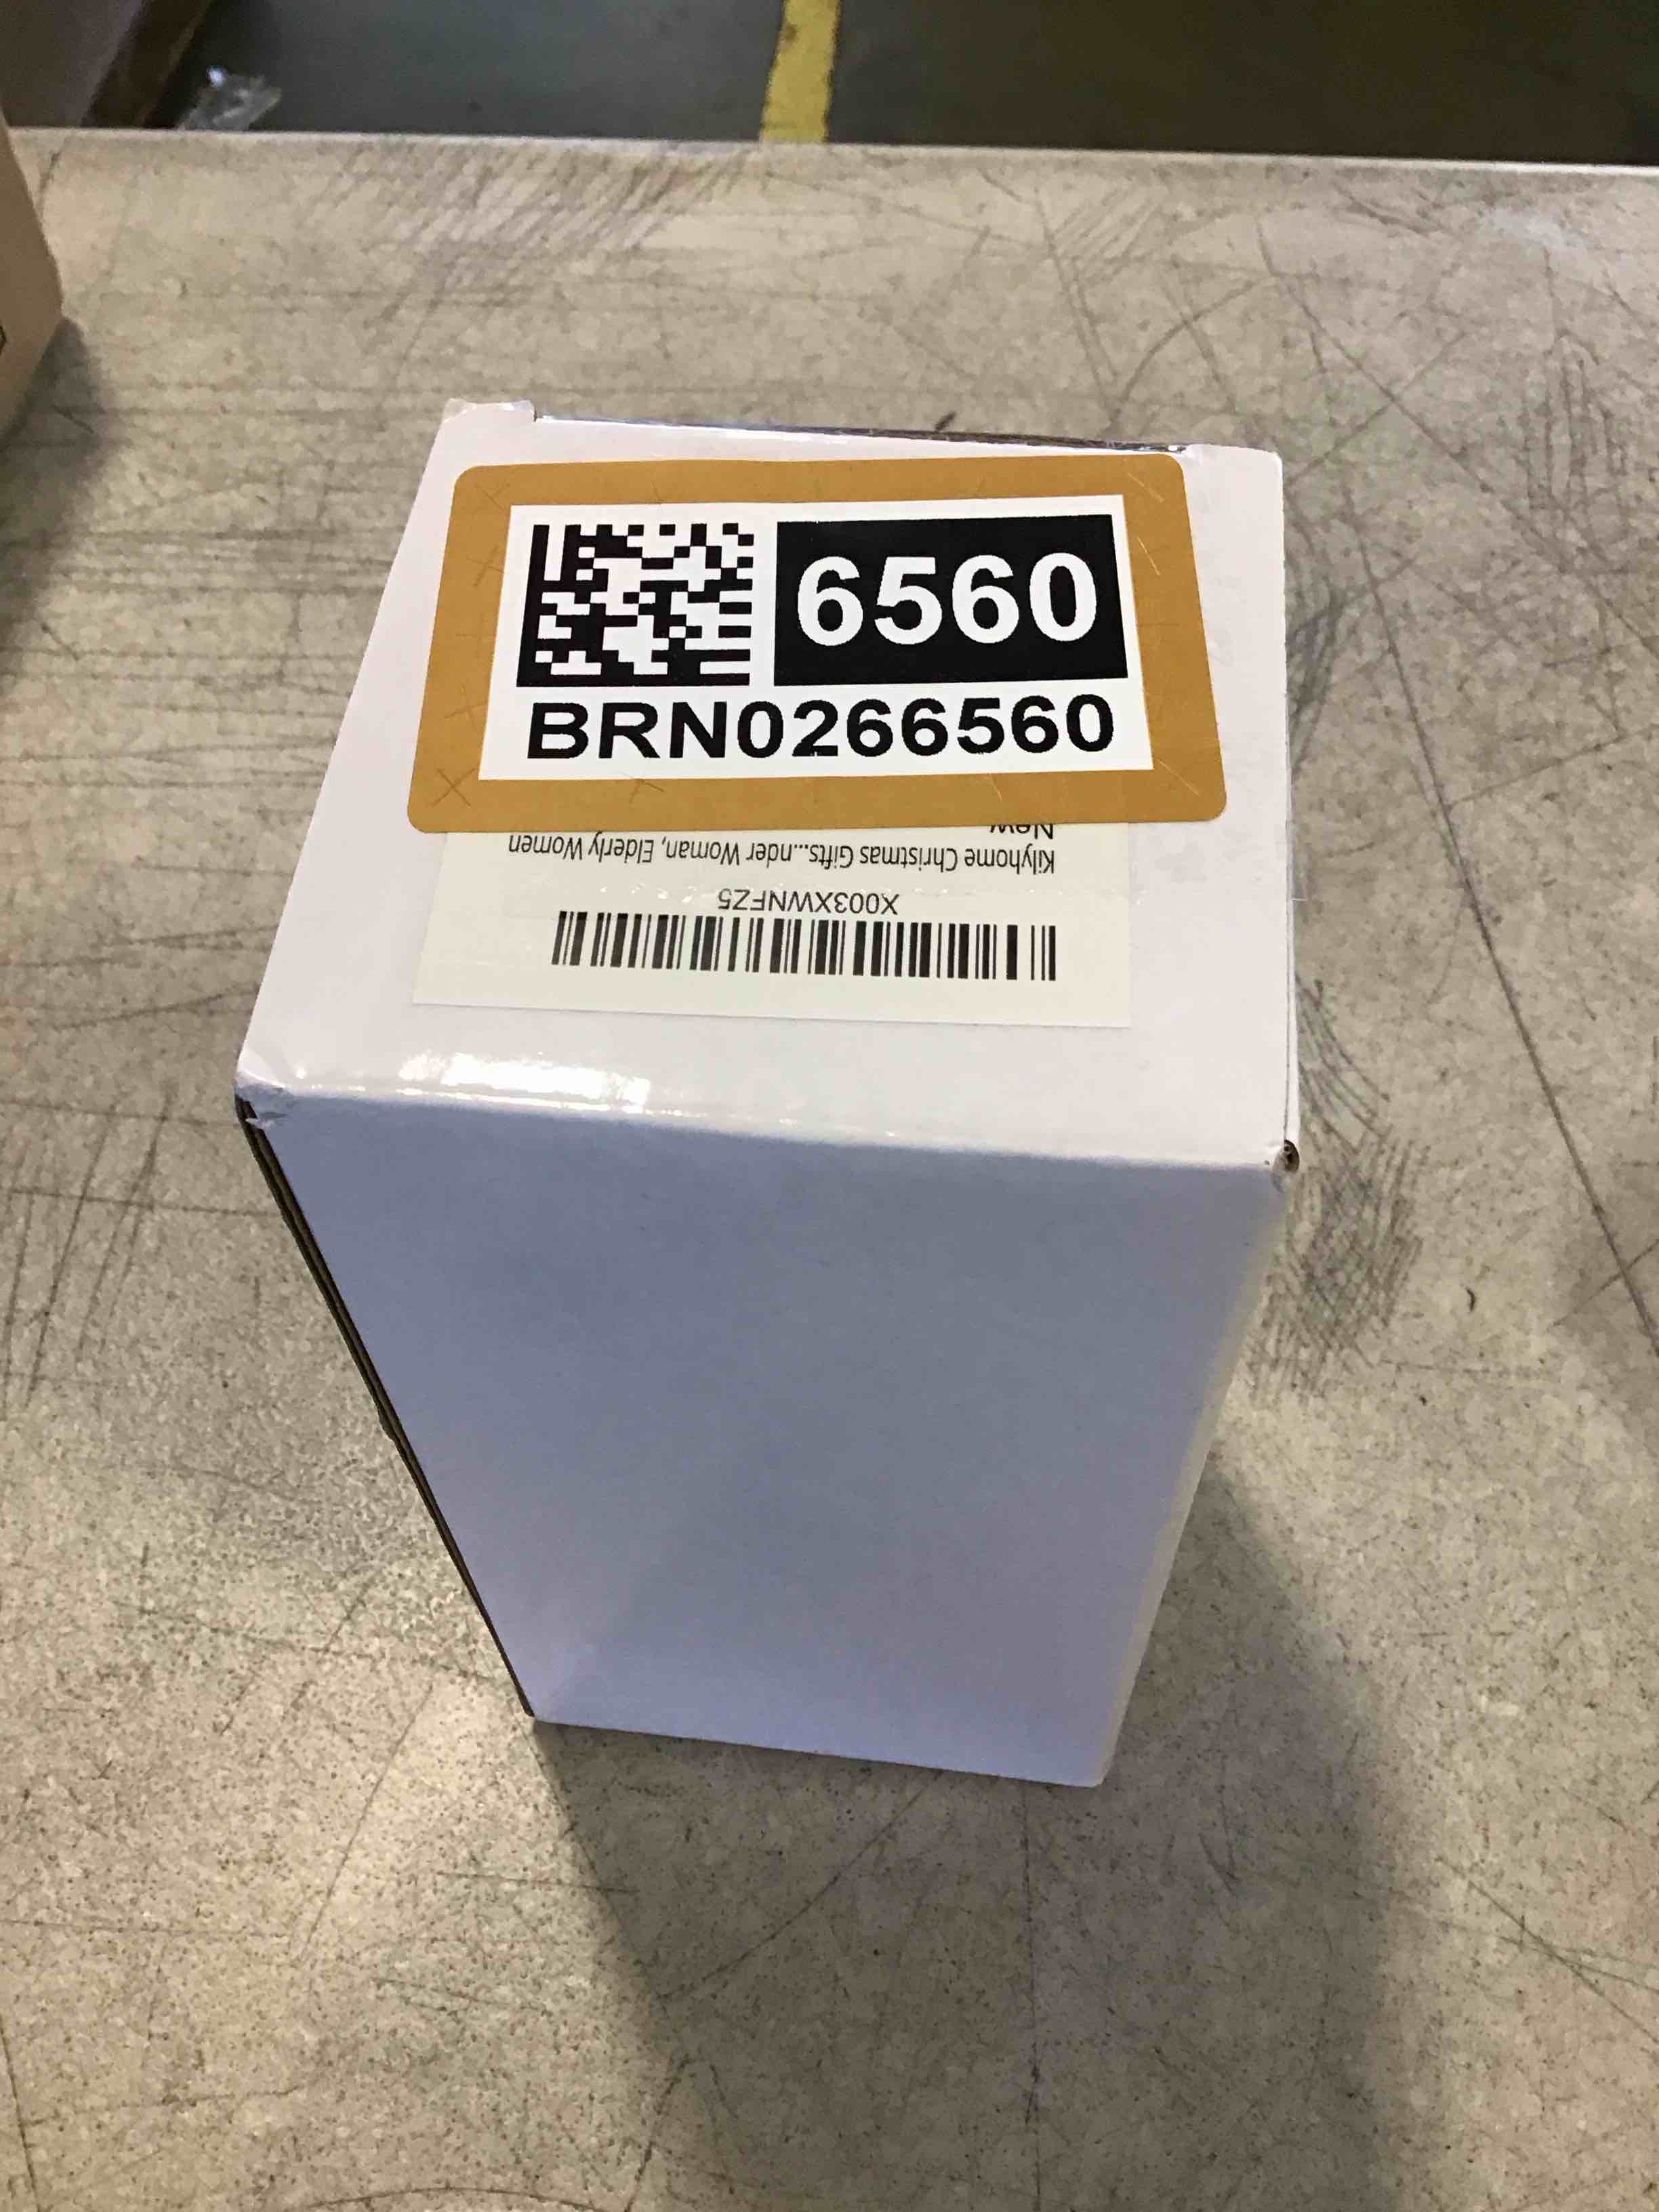 6560
BRN0266560
X003XWNFZ5
Kilyhome Christmas Gifts...nder Woman, Elderly Women
New